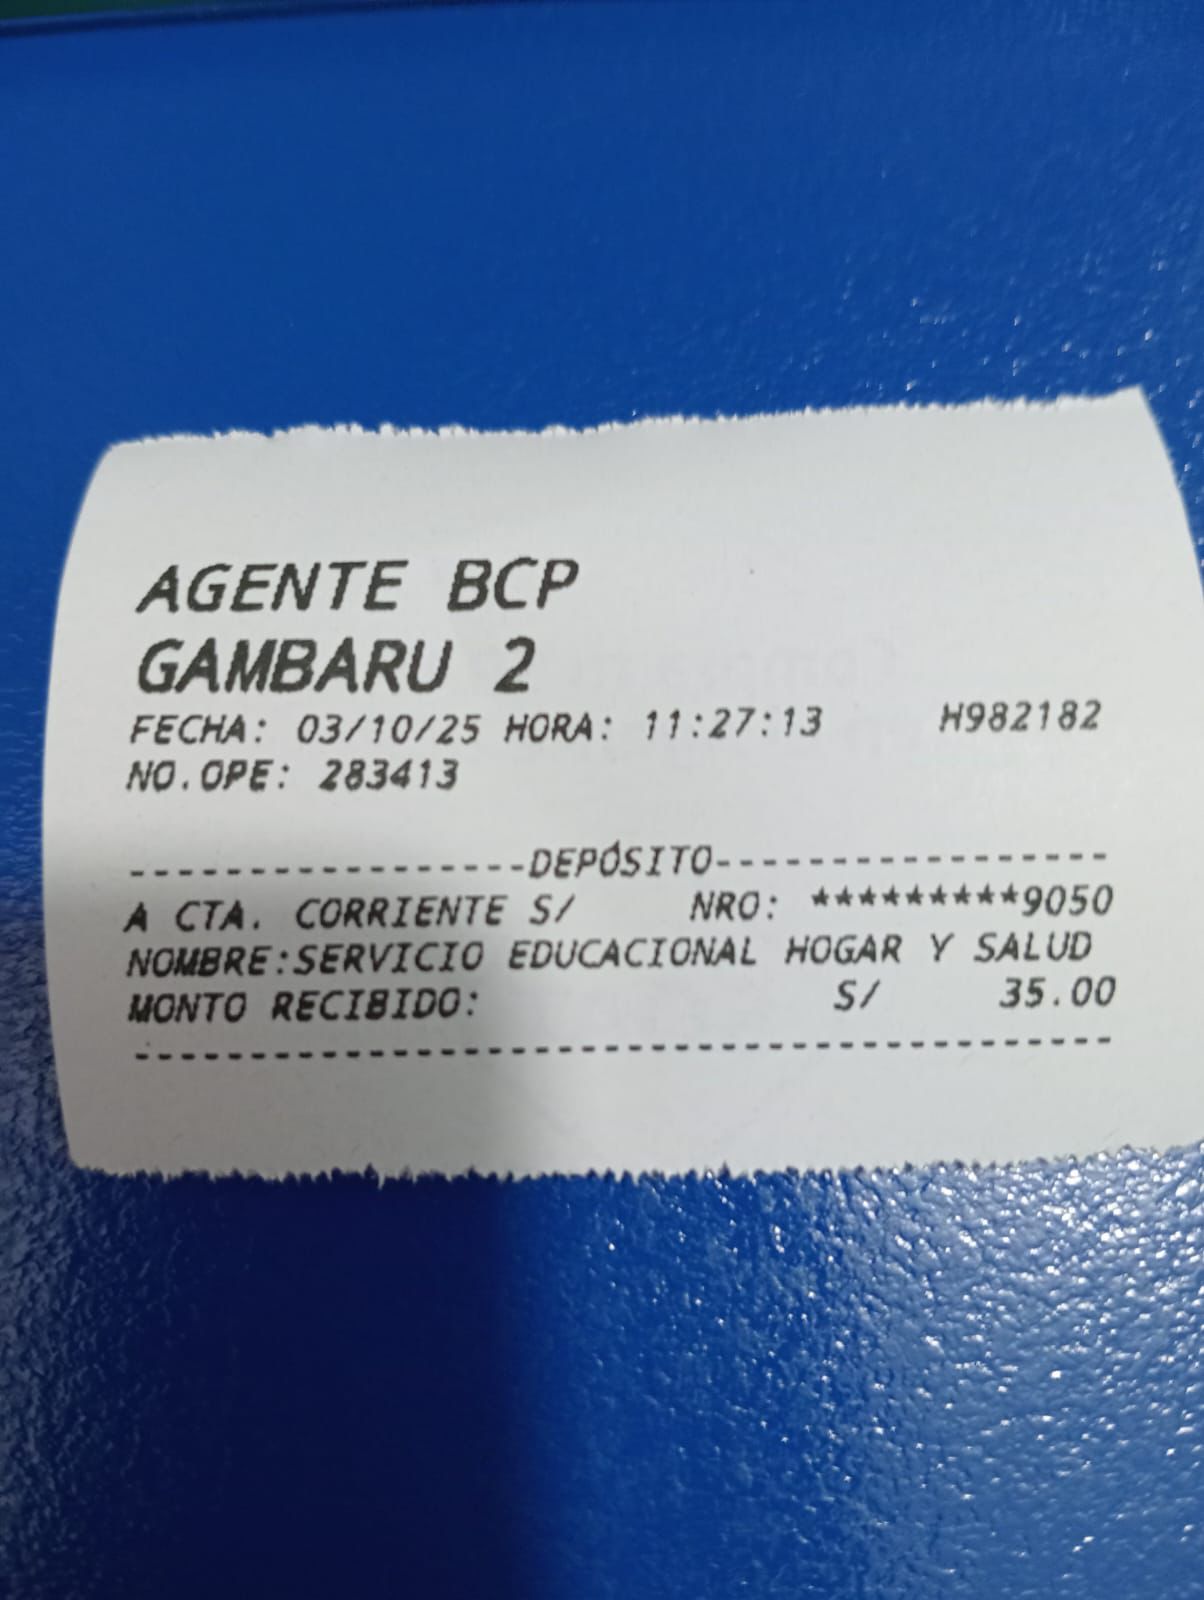 AGENTE BCP
GAMBARU 2
FECHA: 03/10/25 HORA: 11:27:13 H982182
NO.OPE: 283413
-----------------DEPÓSITO-----------------
A CTA. CORRIENTE S/ NRO: *********9050
NOMBRE:SERVICIO EDUCACIONAL HOGAR Y SALUD
MONTO RECIBIDO: S/ 35.00
------------------------------------------